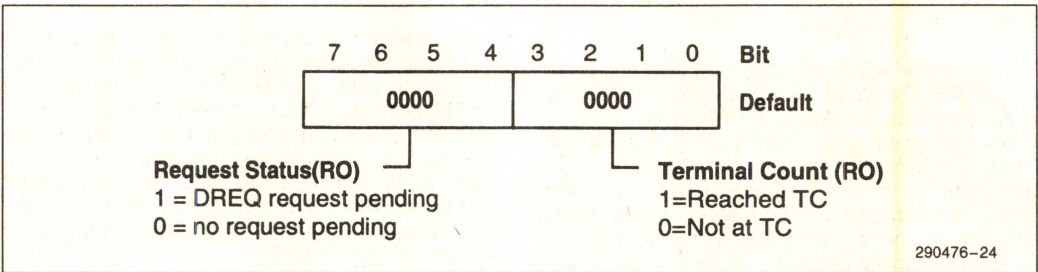 7 6 5 4 3 2 1 0 Bit
0000 0000 Default
Request Status(RO)
1 = DREQ request pending
0 = no request pending
Terminal Count (RO)
1=Reached TC
0=Not at TC
290476-24